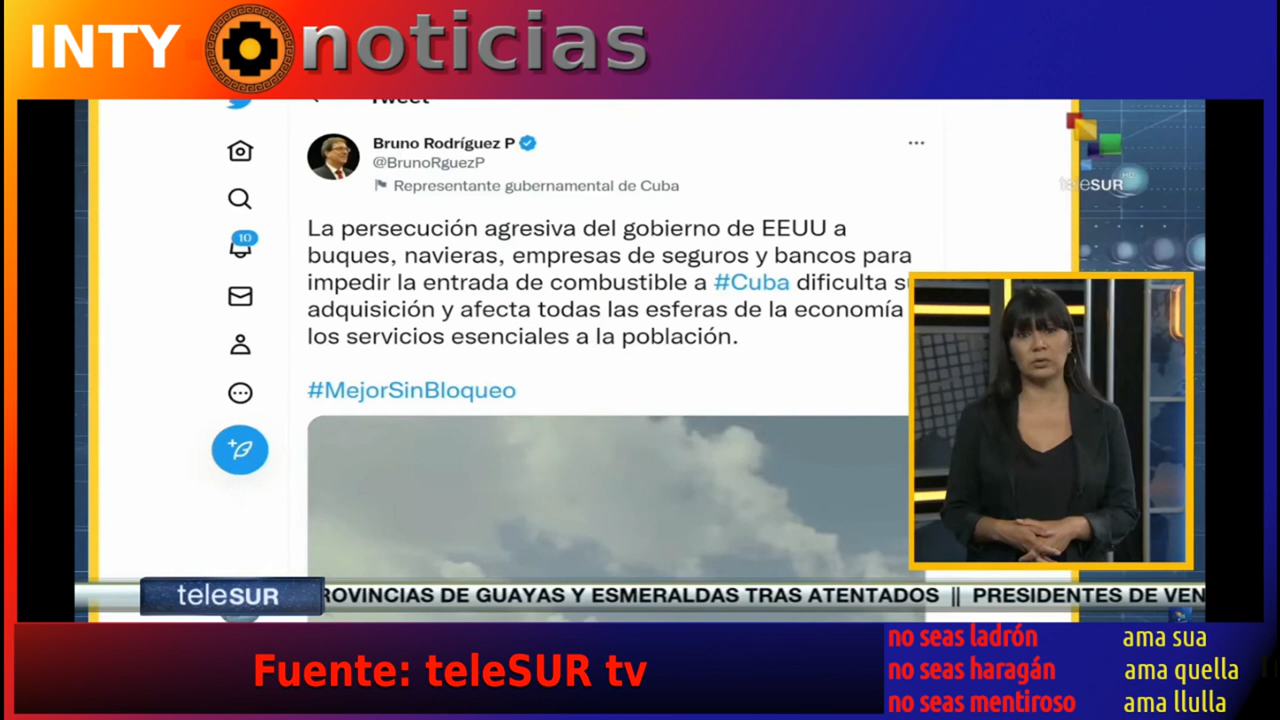 INTY noticias
Tweet
Bruno Rodríguez P
@BrunoRguezP
Representante gubernamental de Cuba
La persecución agresiva del gobierno de EEUU a
buques, navieras, empresas de seguros y bancos para
impedir la entrada de combustible a #Cuba dificulta su
adquisición y afecta todas las esferas de la economía
los servicios esenciales a la población.
#MejorSinBloqueo
10
teleSUR HD
teleSUR
ROVINCIAS DE GUAYAS Y ESMERALDAS TRAS ATENTADOS || PRESIDENTES DE VEN
Fuente: teleSUR tv
no seas ladrón ama sua
no seas haragán ama quella
no seas mentiroso ama llulla